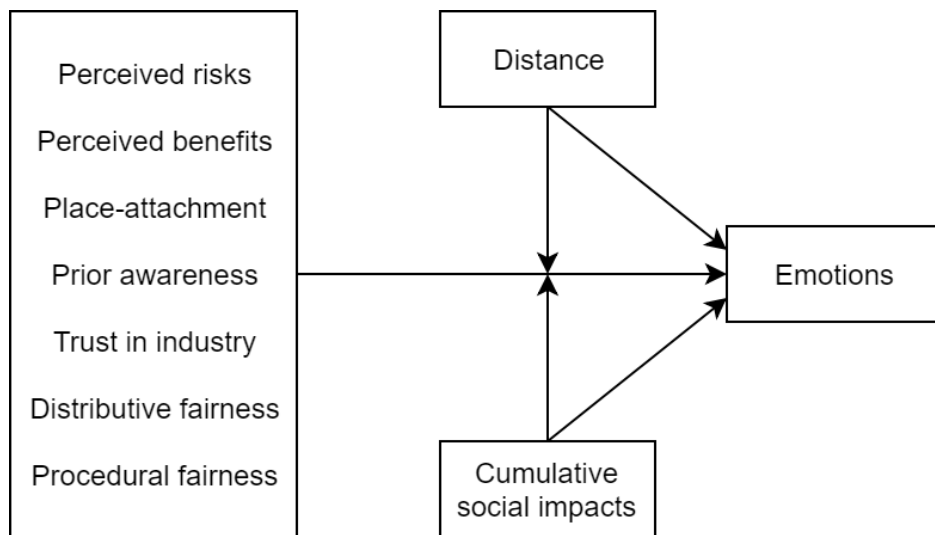 Perceived risks
Perceived benefits
Place-attachment
Prior awareness
Trust in industry
Distributive fairness
Procedural fairness
Distance
Emotions
Cumulative
social impacts